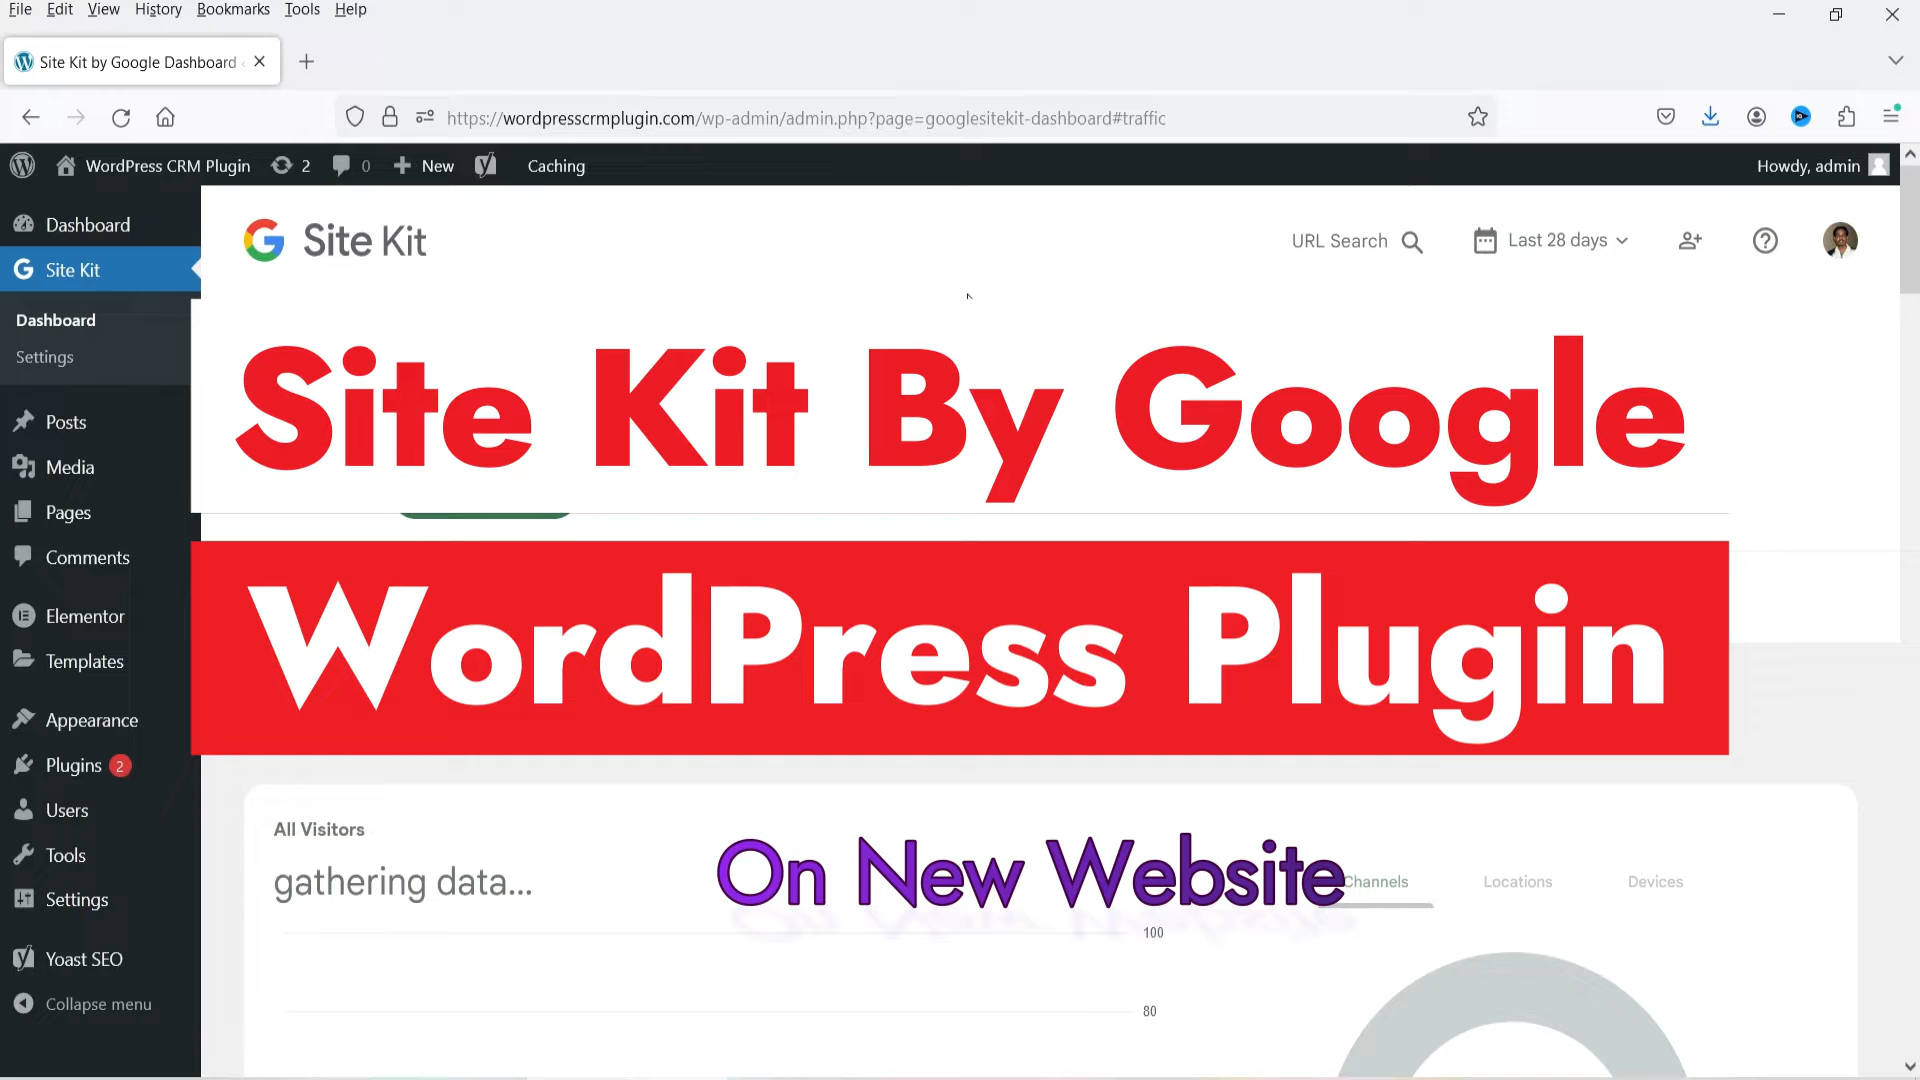 File Edit View History Bookmarks Tools Help
Site Kit by Google Dashboard
https://wordpresscrmplugin.com/wp-admin/admin.php?page=googlesitekit-dashboard#traffic
WordPress CRM Plugin 2 0 New Caching Howdy, admin
Dashboard
Site Kit
Dashboard
Settings
Posts
Media
Pages
Comments
Elementor
Templates
Appearance
Plugins 2
Users
Tools
Settings
Yoast SEO
Collapse menu
Site Kit URL Search Last 28 days
Site Kit By Google
WordPress Plugin
On New Website
All Visitors
gathering data...
Channels Locations Devices
100
80